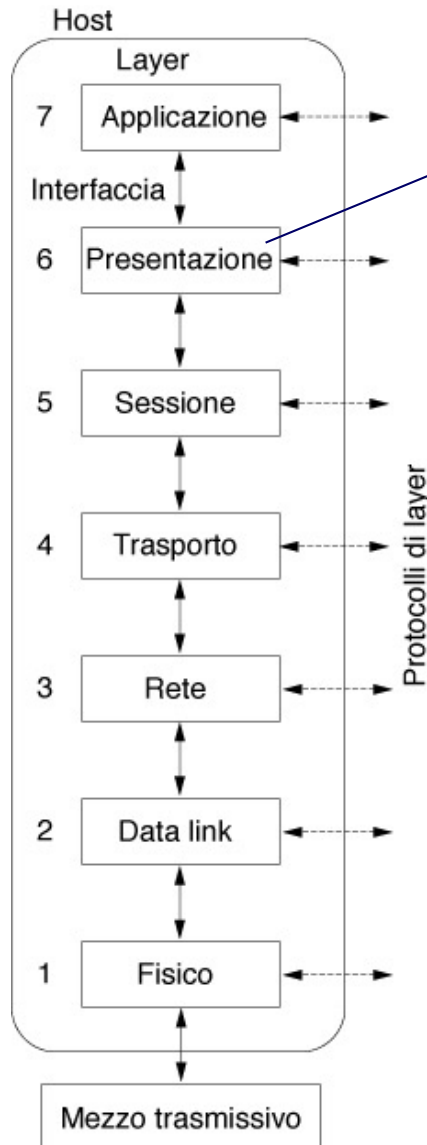 Host
Layer
7 Applicazione
Interfaccia
6 Presentazione
5 Sessione
4 Trasporto
3 Rete
2 Data link
1 Fisico
Protocolli di layer
Mezzo trasmissivo